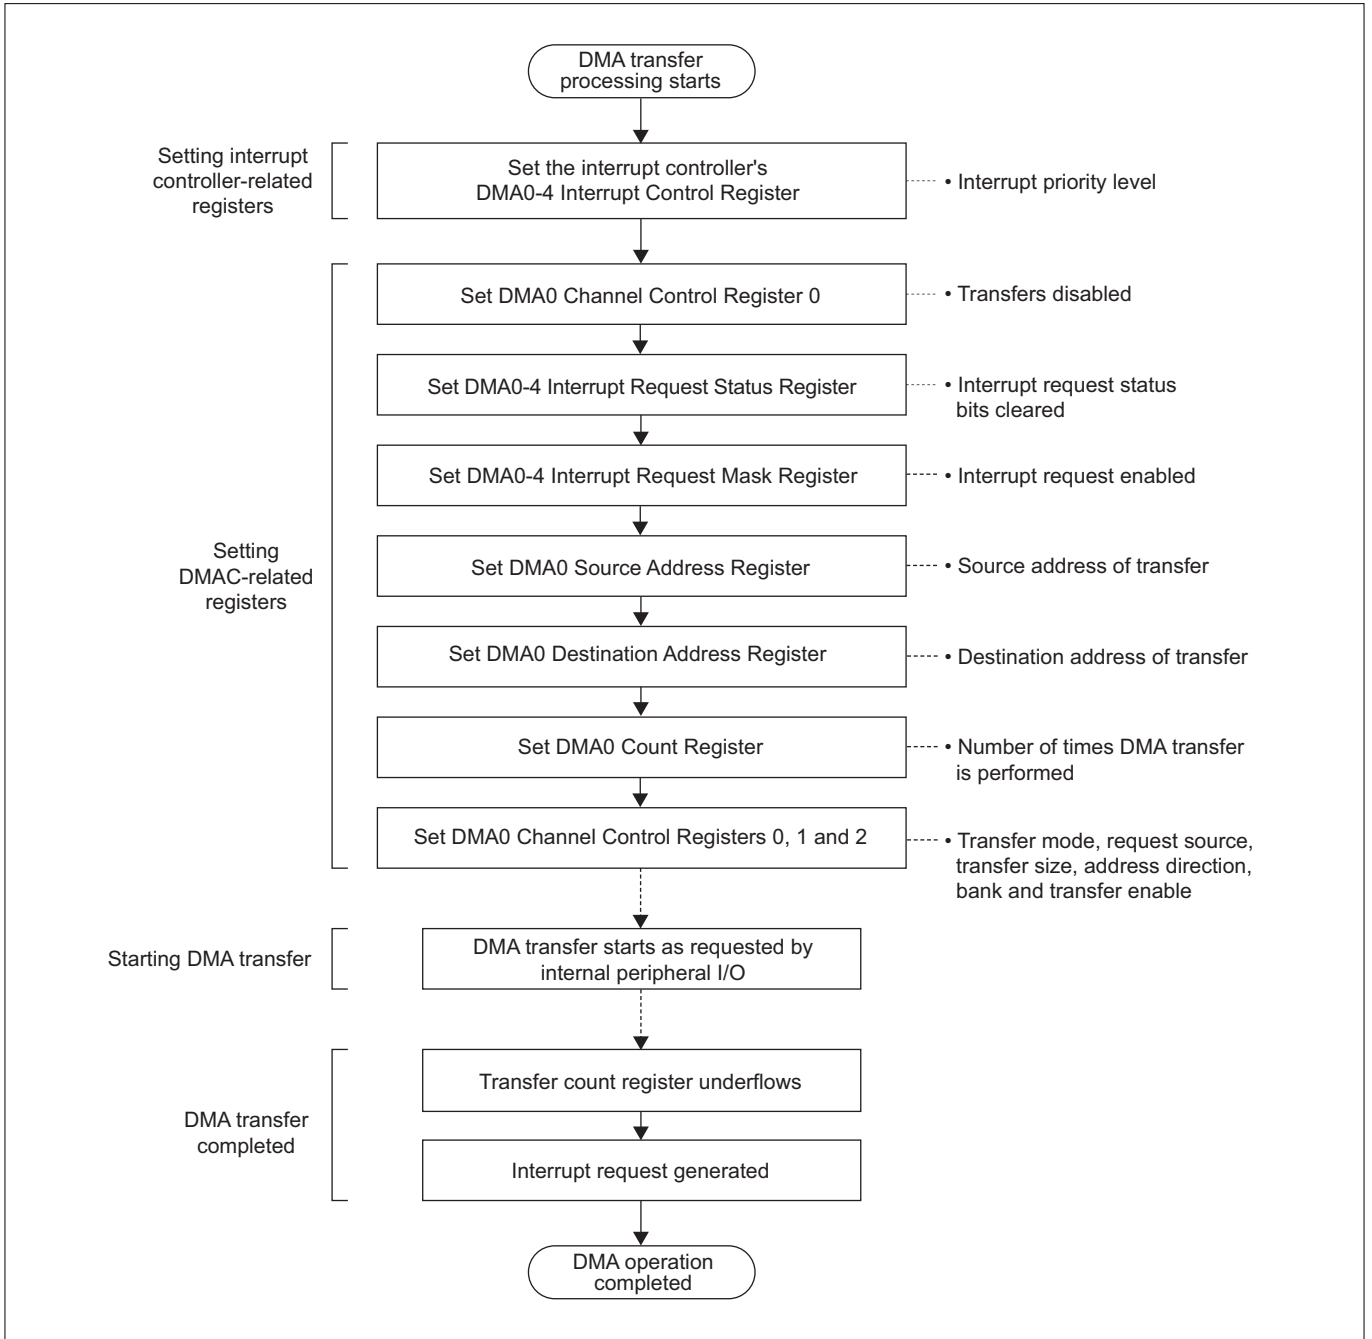 DMA transfer
processing starts
Setting interrupt
controller-related
registers
Set the interrupt controller's
DMA0-4 Interrupt Control Register
• Interrupt priority level
Set DMA0 Channel Control Register 0
• Transfers disabled
Set DMA0-4 Interrupt Request Status Register
• Interrupt request status
bits cleared
Set DMA0-4 Interrupt Request Mask Register
• Interrupt request enabled
Setting
DMAC-related
registers
Set DMA0 Source Address Register
• Source address of transfer
Set DMA0 Destination Address Register
• Destination address of transfer
Set DMA0 Count Register
• Number of times DMA transfer
is performed
Set DMA0 Channel Control Registers 0, 1 and 2
• Transfer mode, request source,
transfer size, address direction,
bank and transfer enable
Starting DMA transfer
DMA transfer starts as requested by
internal peripheral I/O
DMA transfer
completed
Transfer count register underflows
Interrupt request generated
DMA operation
completed